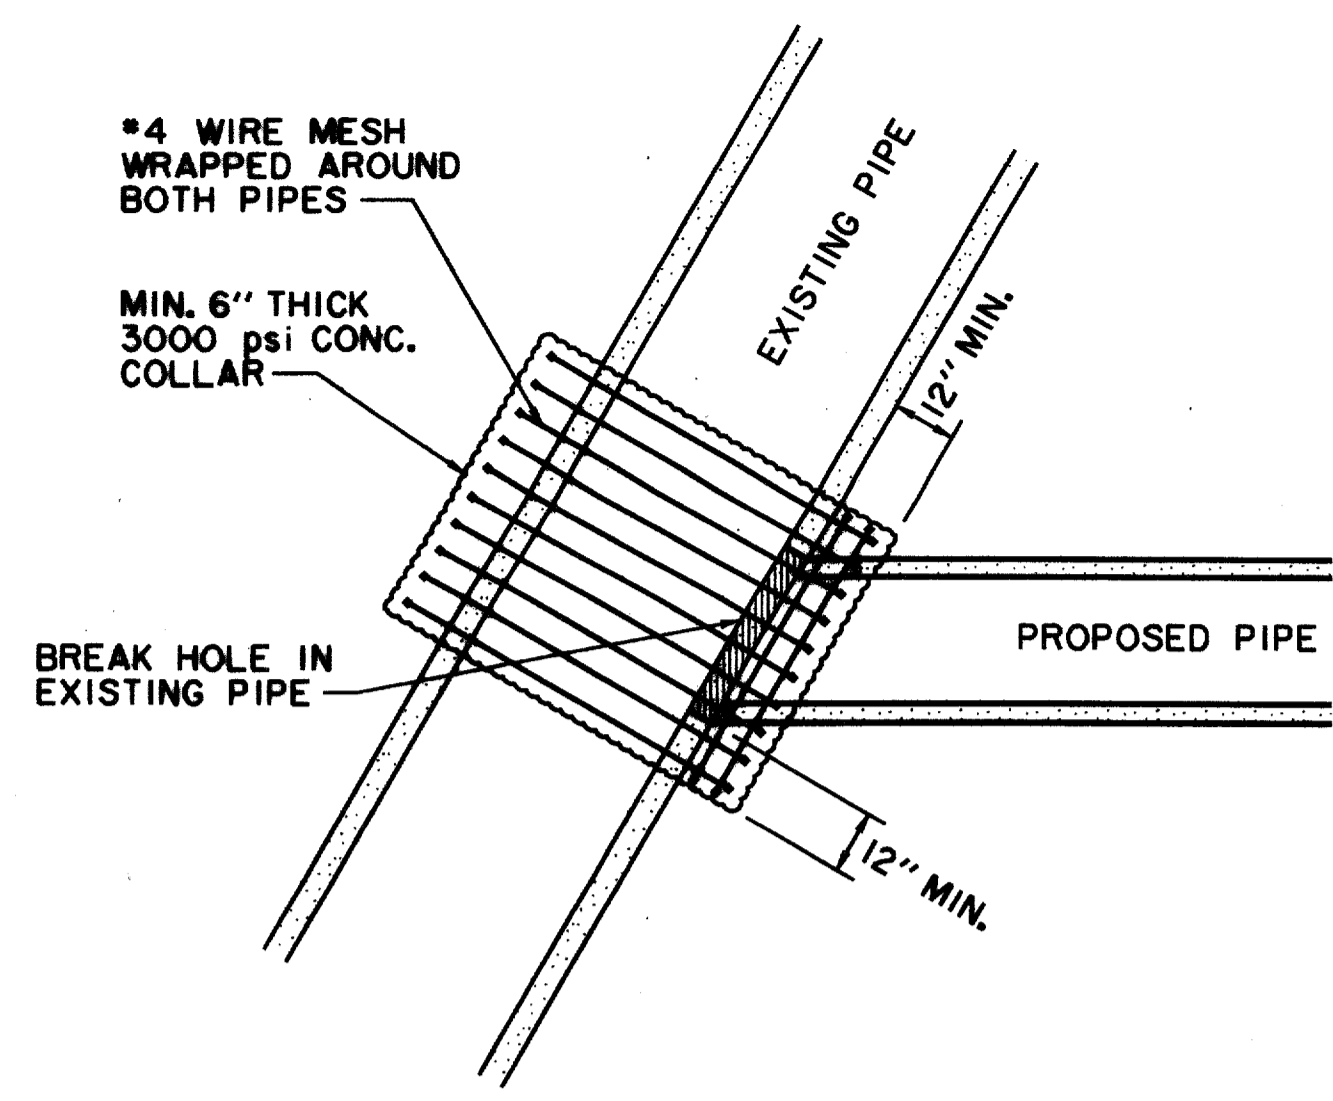 #4 WIRE MESH
WRAPPED AROUND
BOTH PIPES
MIN. 6" THICK
3000 psi CONC.
COLLAR
EXISTING PIPE
12" MIN.
BREAK HOLE IN
EXISTING PIPE
PROPOSED PIPE
12" MIN.